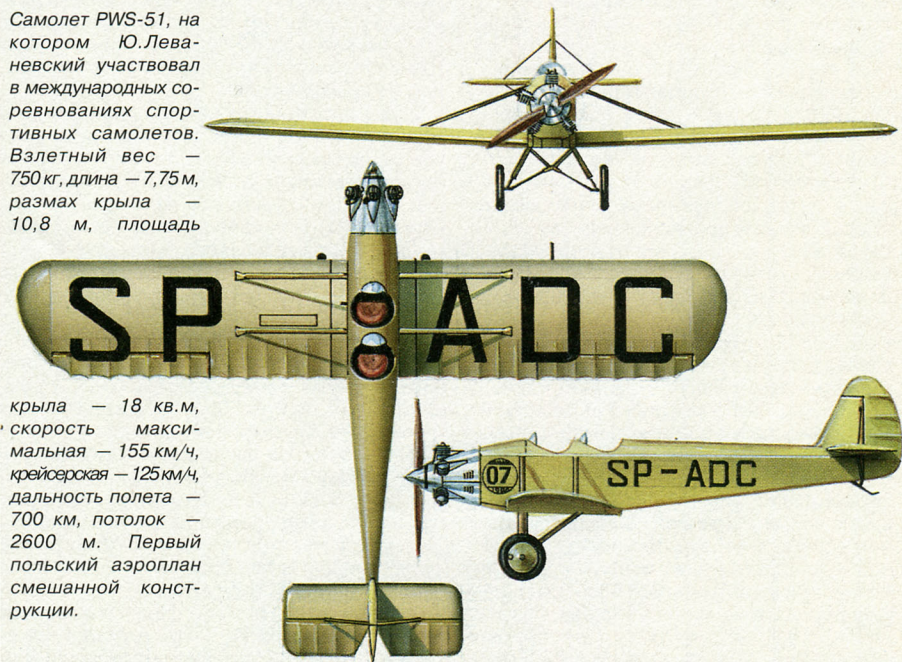 Самолет PWS-51, на
котором Ю.Лева-
невский участвовал
в международных со-
ревнованиях спор-
тивных самолетов.
Взлетный вес —
750 кг, длина — 7,75 м,
размах крыла —
10,8 м, площадь
SP ADC
крыла — 18 кв.м,
скорость макси-
мальная — 155 км/ч,
крейсерская — 125 км/ч,
дальность полета —
700 км, потолок —
2600 м. Первый
польский аэроплан
смешанной конст-
рукции.
07
SP-ADC